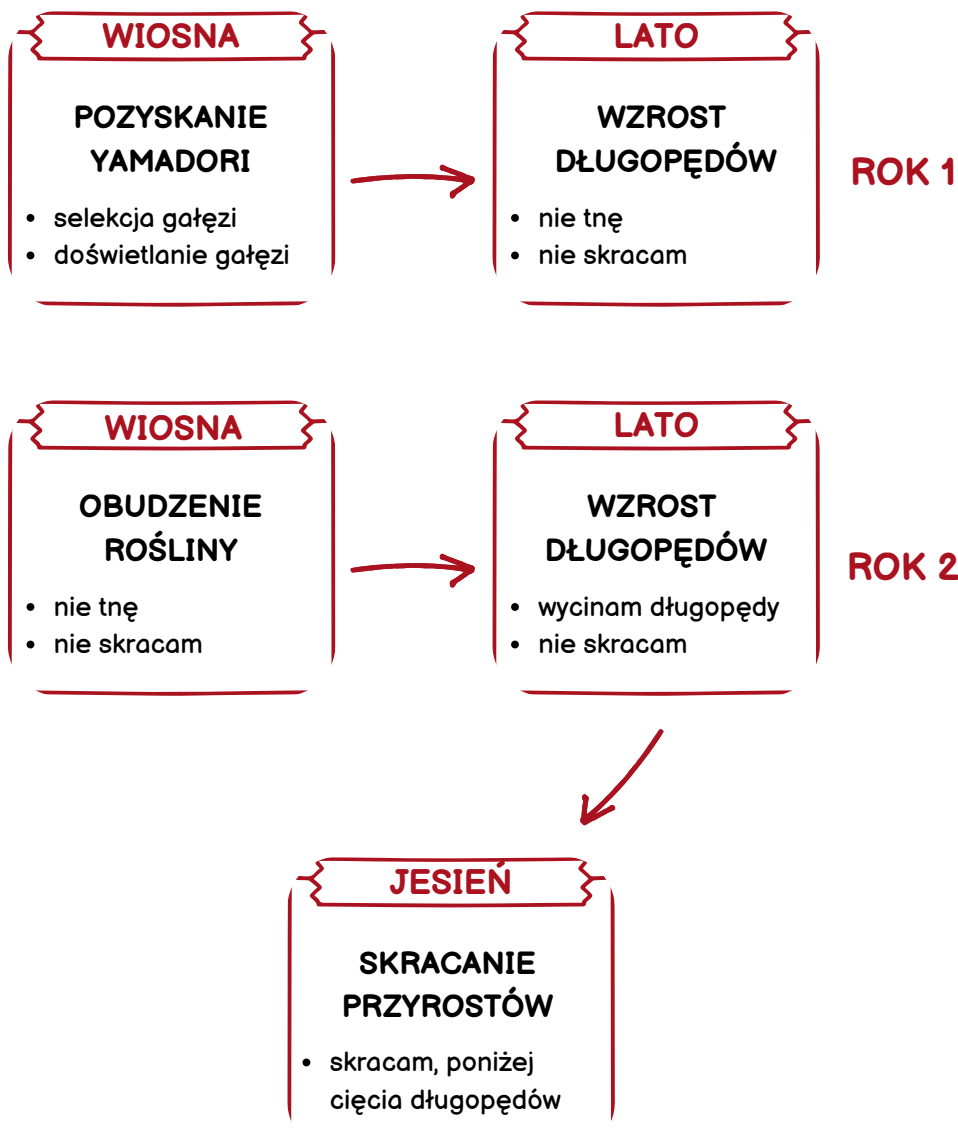 WIOSNA
POZYSKANIE
YAMADORI
• selekcja gałęzi
• doświetlanie gałęzi
LATO
WZROST
DŁUGOPĘDÓW
• nie tnę
• nie skracam
ROK 1
WIOSNA
OBUDZENIE
ROŚLINY
• nie tnę
• nie skracam
LATO
WZROST
DŁUGOPĘDÓW
• wycinam długopędy
• nie skracam
ROK 2
JESIEŃ
SKRACANIE
PRZYROSTÓW
• skracam, poniżej
cięcia długopędów